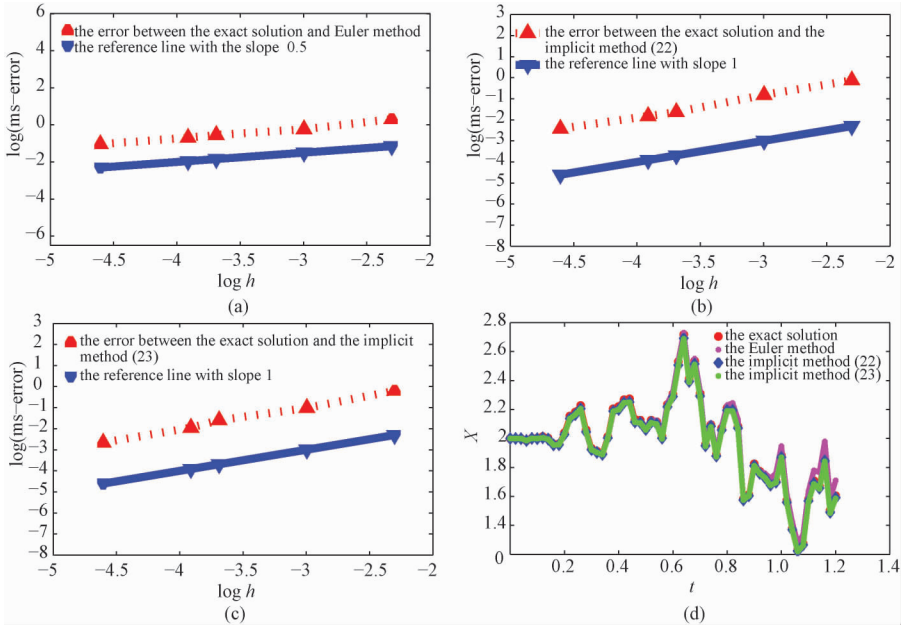 (a)
6
4
2
0
−2
−4
−6
log(ms−error)
the error between the exact solution and Euler method
the reference line with the slope 0.5
−5
−4.5
−4
−3.5
−3
−2.5
−2
log h
(a)
(b)
3
2
1
0
−1
−2
−3
−4
−5
−6
−7
−8
log(ms−error)
the error between the exact solution and the
implicit method (22)
the reference line with slope 1
−5
−4.5
−4
−3.5
−3
−2.5
−2
log h
(b)
3
2
1
0
−1
−2
−3
−4
−5
−6
−7
−8
log(ms−error)
the error between the exact solution and the implicit
method (23)
the reference line with slope 1
−5
−4.5
−4
−3.5
−3
−2.5
−2
log h
(c)
2.8
2.6
2.4
2.2
2.0
1.8
1.6
1.4
0
X
the exact solution
the Euler method
the implicit method (22)
the implicit method (23)
0.2
0.4
0.6
0.8
1.0
1.2
1.4
t
(d)